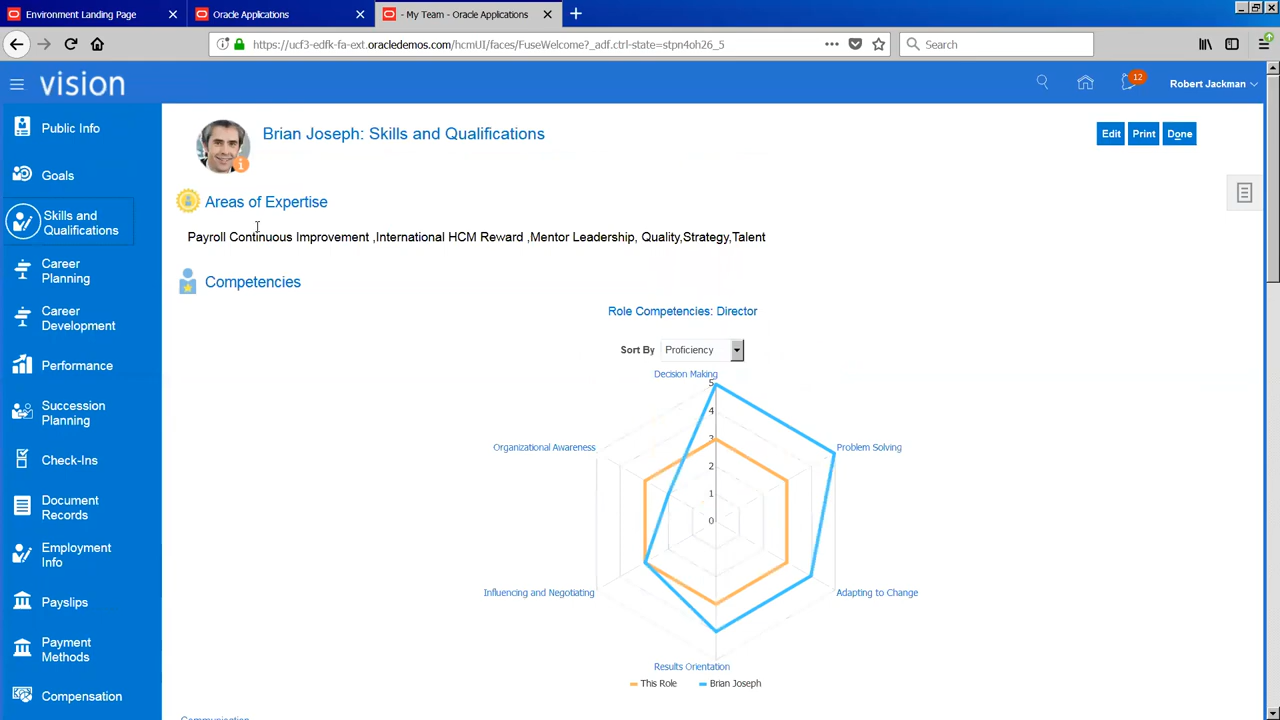 Environment Landing Page
Oracle Applications
- My Team - Oracle Applications
https://ucf3-edfk-fa-ext.oracledemos.com/hcmUI/faces/FuseWelcome?_adf.ctrl-state=stpn4oh26_5
Search
vision
12
Robert Jackman
Public Info
Goals
Skills and
Qualifications
Career
Planning
Career
Development
Performance
Succession
Planning
Check-Ins
Document
Records
Employment
Info
Payslips
Payment
Methods
Compensation
Brian Joseph: Skills and Qualifications
Edit
Print
Done
Areas of Expertise
Payroll Continuous Improvement ,International HCM Reward ,Mentor Leadership, Quality,Strategy,Talent
Competencies
Role Competencies: Director
Sort By Proficiency
Decision Making
5
4
3
2
1
0
Organizational Awareness
Problem Solving
Influencing and Negotiating
Adapting to Change
Results Orientation
This Role
Brian Joseph
Communication